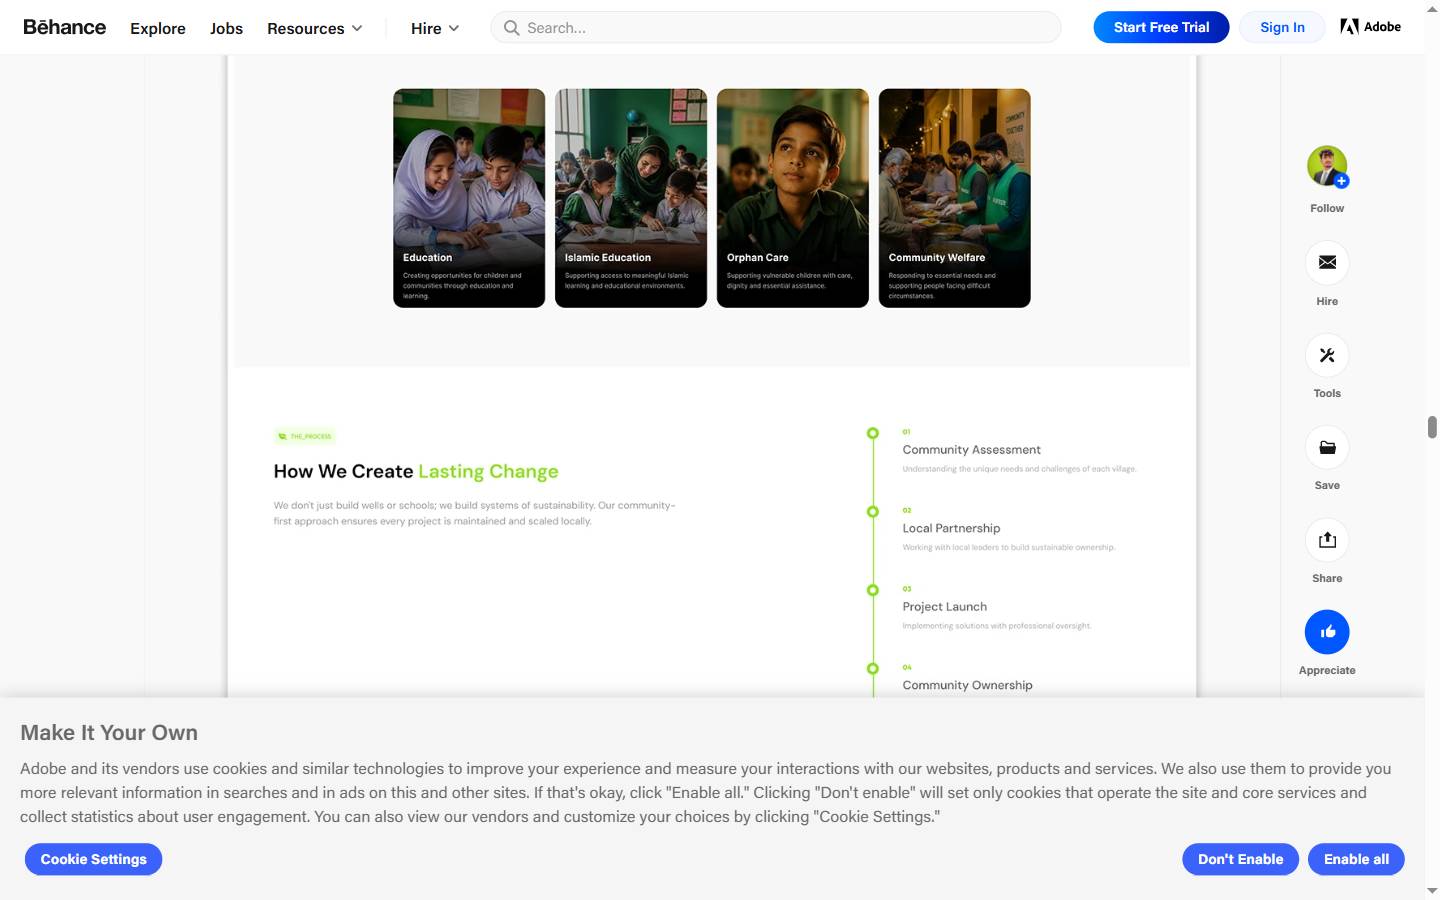 Bēhance
Explore
Jobs
Resources
Hire
Search...
Start Free Trial
Sign In
Adobe
COMMUNITY
TOGETHER
Education
Creating opportunities for children and
communities through education and
learning.
Islamic Education
Supporting access to meaningful Islamic
learning and educational environments.
Orphan Care
Supporting vulnerable children with care,
dignity and essential assistance.
Community Welfare
Responding to essential needs and
supporting people facing difficult
circumstances.
Follow
Hire
Tools
Save
Share
Appreciate
THE_PROCESS
How We Create Lasting Change
We don't just build wells or schools; we build systems of sustainability. Our community-
first approach ensures every project is maintained and scaled locally.
01
Community Assessment
Understanding the unique needs and challenges of each village.
02
Local Partnership
Working with local leaders to build sustainable ownership.
03
Project Launch
Implementing solutions with professional oversight.
04
Community Ownership
Make It Your Own
Adobe and its vendors use cookies and similar technologies to improve your experience and measure your interactions with our websites, products and services. We also use them to provide you
more relevant information in searches and in ads on this and other sites. If that's okay, click "Enable all." Clicking "Don't enable" will set only cookies that operate the site and core services and
collect statistics about user engagement. You can also view our vendors and customize your choices by clicking "Cookie Settings."
Cookie Settings
Don't Enable
Enable all